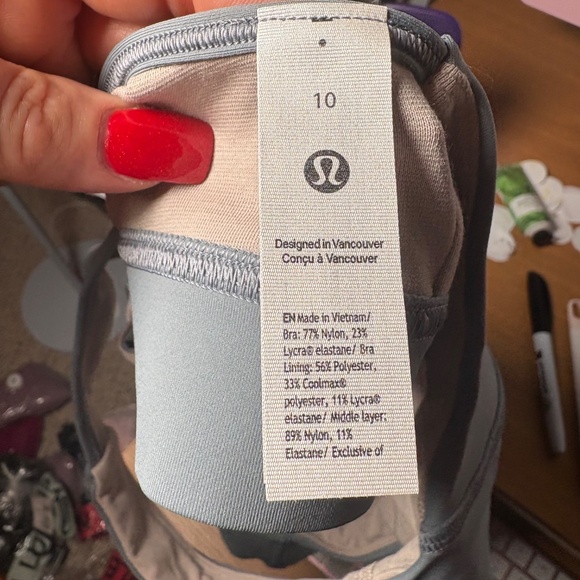 10
Designed in Vancouver
Conçu à Vancouver
EN Made in Vietnam/
Bra: 77% Nylon, 23%
Lycra® elastane/ Bra
Lining: 56% Polyester,
33% Coolmax®
polyester, 11% Lycra®
elastane/ Middle layer:
89% Nylon, 11%
Elastane/ Exclusive of